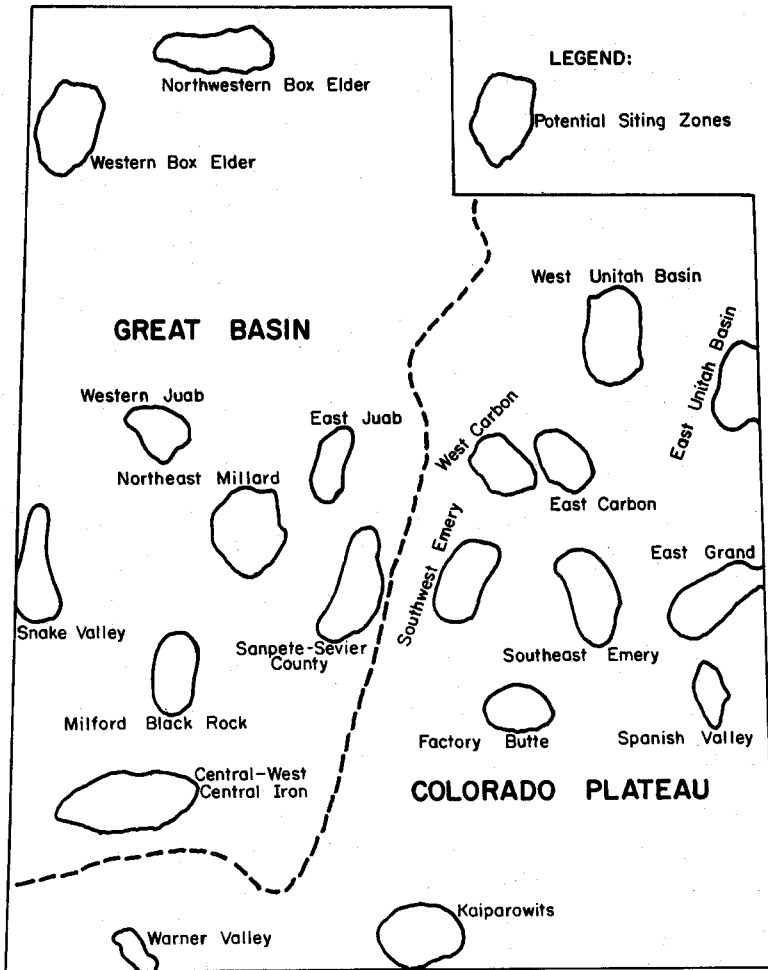 LEGEND:
Potential Siting Zones
Northwestern Box Elder
Western Box Elder
GREAT BASIN
West Unitah Basin
East Unitah Basin
Western Juab
East Juab
West Carbon
Northeast Millard
East Carbon
Southwest Emery
East Grand
Snake Valley
Sanpete-Sevier
County
Southeast Emery
Milford Black Rock
Factory Butte
Spanish Valley
Central-West
Central Iron
COLORADO PLATEAU
Kaiparowits
Warner Valley